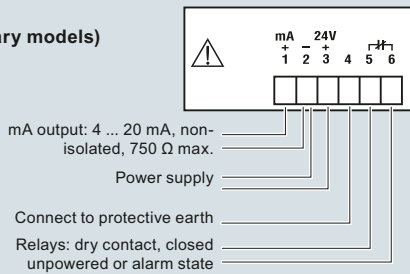 ary models)
mA 24V
+ – +
1 2 3 4 5 6
mA output: 4 ... 20 mA, non-
isolated, 750 Ω max.
Power supply
Connect to protective earth
Relays: dry contact, closed
unpowered or alarm state